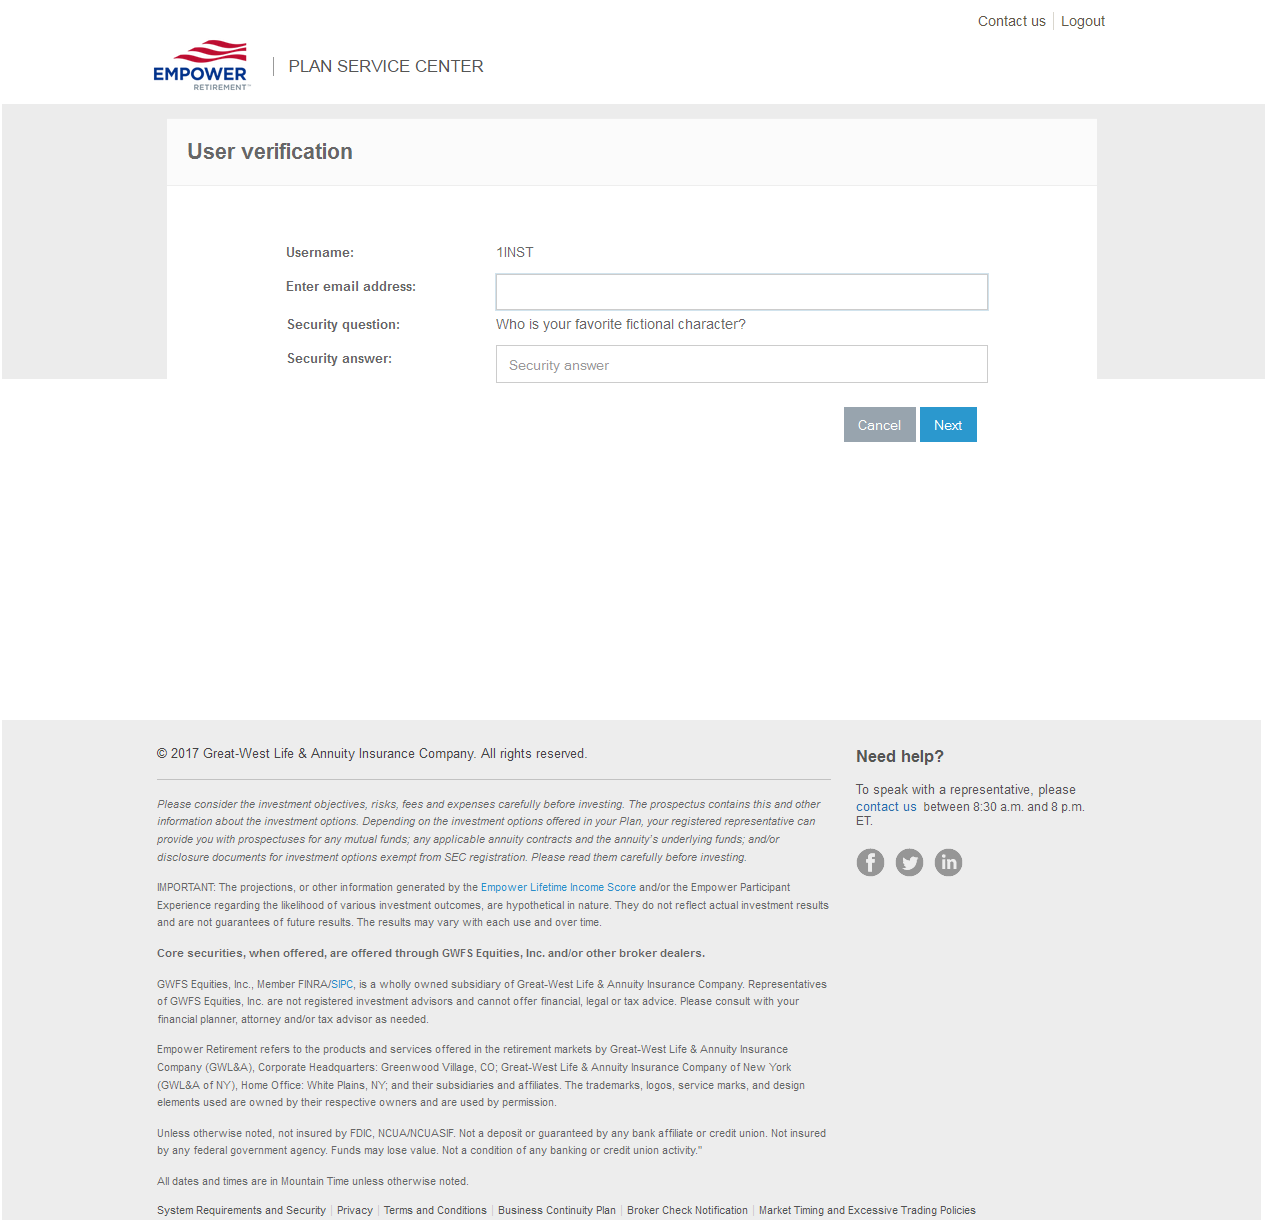 Contact us Logout
EMPOWER
RETIREMENT™
PLAN SERVICE CENTER
User verification
Username: 1INST
Enter email address:
Security question: Who is your favorite fictional character?
Security answer: Security answer
Cancel Next
© 2017 Great-West Life & Annuity Insurance Company. All rights reserved.
Please consider the investment objectives, risks, fees and expenses carefully before investing. The prospectus contains this and other
information about the investment options. Depending on the investment options offered in your Plan, your registered representative can
provide you with prospectuses for any mutual funds; any applicable annuity contracts and the annuity's underlying funds; and/or
disclosure documents for investment options exempt from SEC registration. Please read them carefully before investing.
IMPORTANT: The projections, or other information generated by the Empower Lifetime Income Score and/or the Empower Participant
Experience regarding the likelihood of various investment outcomes, are hypothetical in nature. They do not reflect actual investment results
and are not guarantees of future results. The results may vary with each use and over time.
Core securities, when offered, are offered through GWFS Equities, Inc. and/or other broker dealers.
GWFS Equities, Inc., Member FINRA/SIPC, is a wholly owned subsidiary of Great-West Life & Annuity Insurance Company. Representatives
of GWFS Equities, Inc. are not registered investment advisors and cannot offer financial, legal or tax advice. Please consult with your
financial planner, attorney and/or tax advisor as needed.
Empower Retirement refers to the products and services offered in the retirement markets by Great-West Life & Annuity Insurance
Company (GWL&A), Corporate Headquarters: Greenwood Village, CO; Great-West Life & Annuity Insurance Company of New York
(GWL&A of NY), Home Office: White Plains, NY; and their subsidiaries and affiliates. The trademarks, logos, service marks, and design
elements used are owned by their respective owners and are used by permission.
Unless otherwise noted, not insured by FDIC, NCUA/NCUASIF. Not a deposit or guaranteed by any bank affiliate or credit union. Not insured
by any federal government agency. Funds may lose value. Not a condition of any banking or credit union activity."
All dates and times are in Mountain Time unless otherwise noted.
System Requirements and Security | Privacy | Terms and Conditions | Business Continuity Plan | Broker Check Notification | Market Timing and Excessive Trading Policies
Need help?
To speak with a representative, please
contact us between 8:30 a.m. and 8 p.m.
ET.